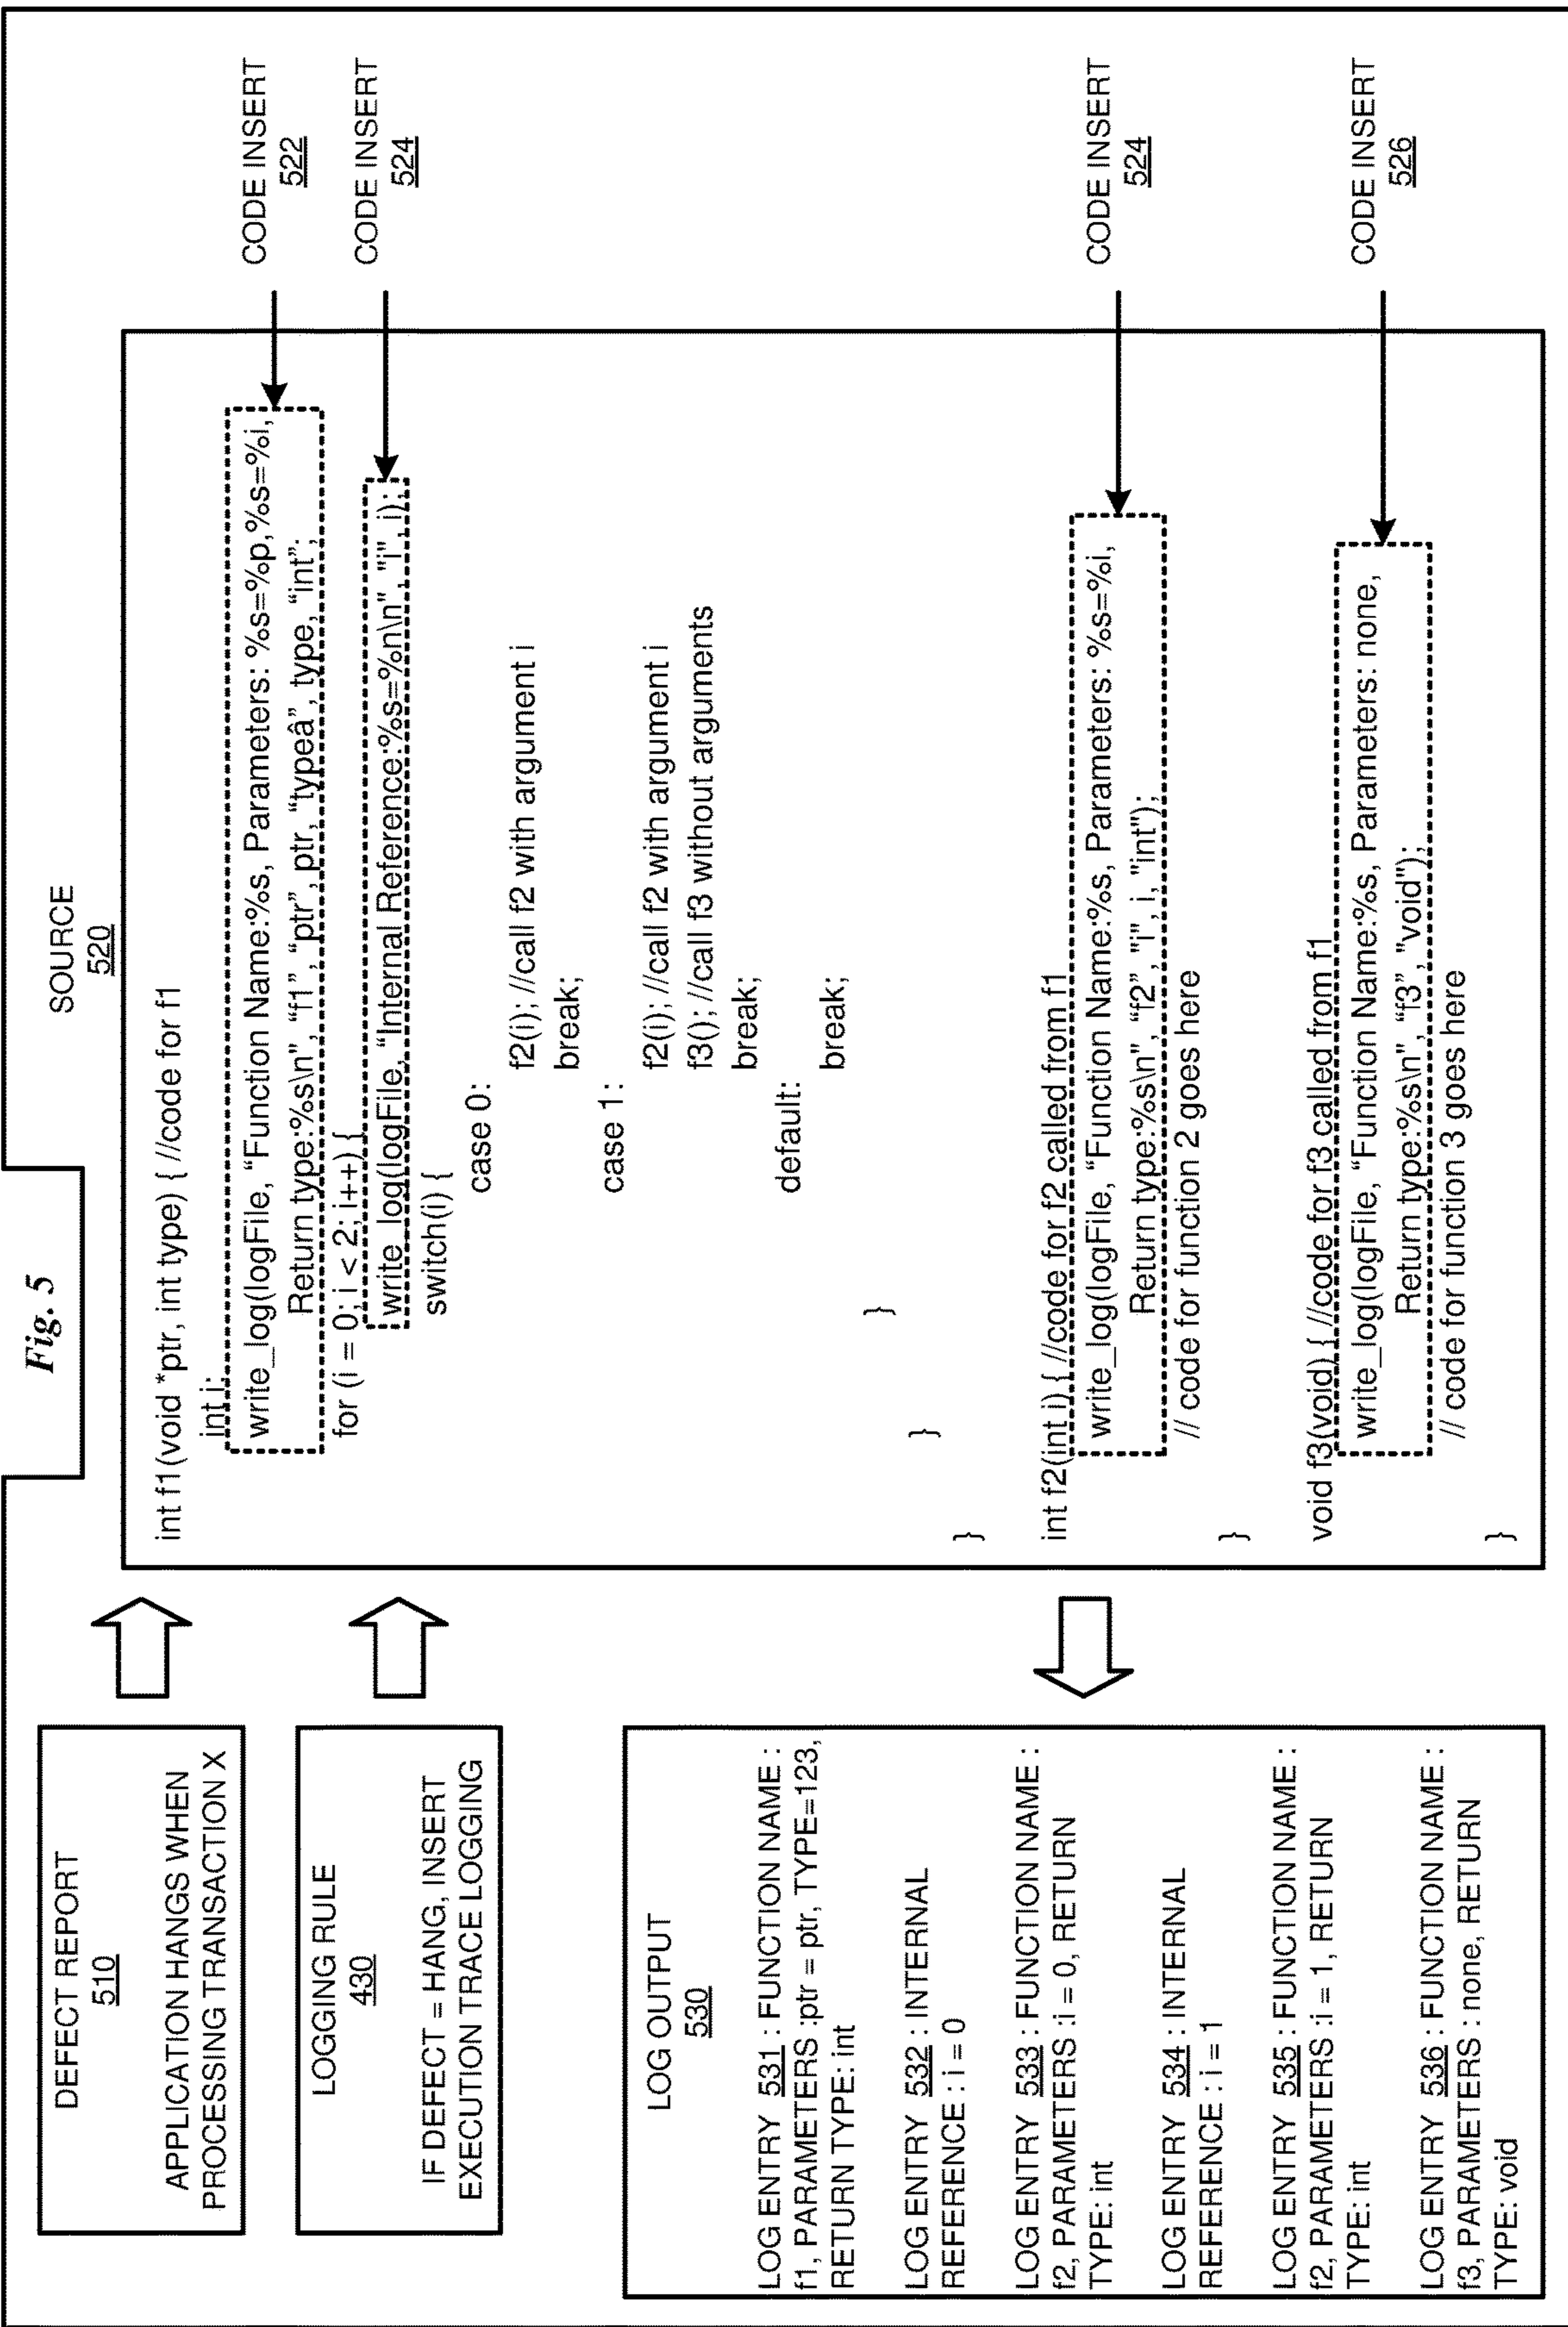 Fig. 5
DEFECT REPORT
510
APPLICATION HANGS WHEN
PROCESSING TRANSACTION X
LOGGING RULE
430
IF DEFECT = HANG, INSERT
EXECUTION TRACE LOGGING
LOG OUTPUT
530
LOG ENTRY 531 : FUNCTION NAME :
f1, PARAMETERS :ptr = ptr, TYPE=123,
RETURN TYPE: int
LOG ENTRY 532 : INTERNAL
REFERENCE : i = 0
LOG ENTRY 533 : FUNCTION NAME :
f2, PARAMETERS :i = 0, RETURN
TYPE: int
LOG ENTRY 534 : INTERNAL
REFERENCE : i = 1
LOG ENTRY 535 : FUNCTION NAME :
f2, PARAMETERS :i = 1, RETURN
TYPE: int
LOG ENTRY 536 : FUNCTION NAME :
f3, PARAMETERS : none, RETURN
TYPE: void
SOURCE
520
int f1(void *ptr, int type) { //code for f1
int i;
write_log(logFile, “Function Name:%s, Parameters: %s=%p,%s=%i,
Return type:%s\n”, “f1”, “ptr”, ptr, “typeâ”, type, “int”;
for (i = 0; i < 2; i++) {
write_log(logFile, “Internal Reference:%s=%n\n", "i", i);
switch(i) {
case 0:
f2(i); //call f2 with argument i
break;
case 1:
f2(i); //call f2 with argument i
f3(); //call f3 without arguments
break;
default:
break;
}
}
}
int f2(int i) { //code for f2 called from f1
write_log(logFile, “Function Name:%s, Parameters: %s=%i,
Return type:%s\n", “f2”, "i", i, "int");
// code for function 2 goes here
}
void f3(void) { //code for f3 called from f1
write_log(logFile, “Function Name:%s, Parameters: none,
Return type:%s\n", “f3", "void");
// code for function 3 goes here
}
CODE INSERT
522
CODE INSERT
524
CODE INSERT
524
CODE INSERT
526